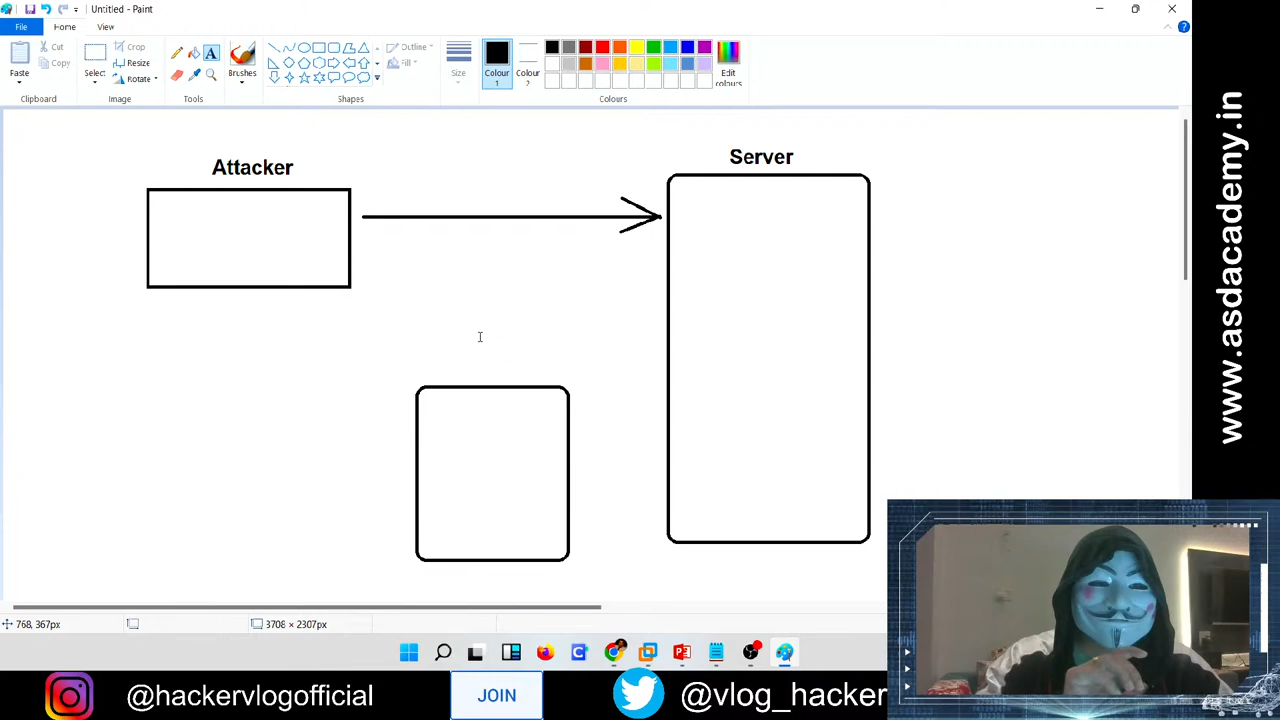 Untitled - Paint
File
Home
View
Paste
Cut
Copy
Clipboard
Select
Crop
Resize
Rotate
Image
Tools
Brushes
Shapes
Outline
Fill
Size
Colour
1
Colour
2
Edit
colours
Colours
Attacker
Server
www.asdacademy.in
768, 367px
3708 × 2307px
@hackervlogofficial
JOIN
@vlog_hacker